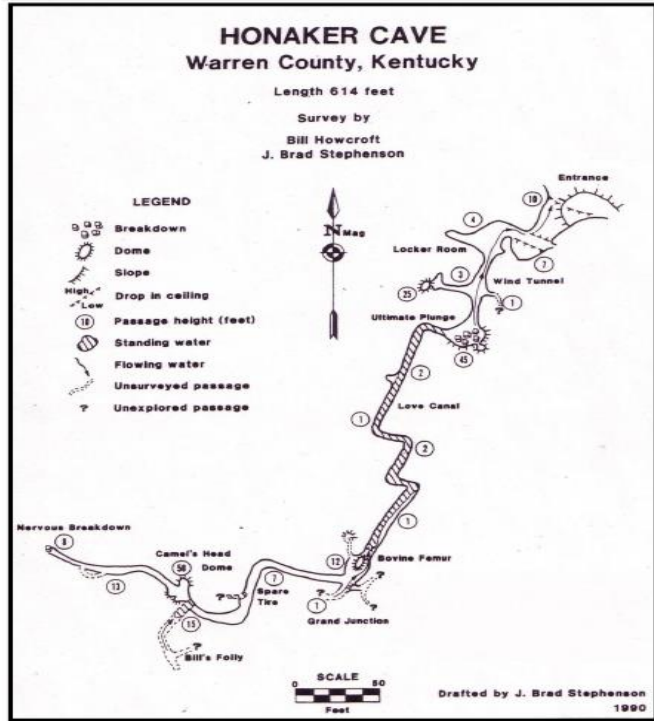 HONAKER CAVE
Warren County, Kentucky
Length 614 feet
Survey by
Bill Howcroft
J. Brad Stephenson
LEGEND
Breakdown
Dome
Slope
High
Low
Drop in ceiling
10 Passage height (feet)
Standing water
Flowing water
Unsurveyed passage
? Unexplored passage
N Mag
Entrance
10
4
Locker Room
7
3
Wind Tunnel
25
1
?
Ultimate Plunge
45
2
Love Canal
1
2
1
Nervous Breakdown
8
Camel's Head
Dome
50
13
12
Bovine Femur
7
?
Spare
Tire
?
1
?
?
Grand Junction
15
?
Bill's Folly
SCALE
0 50
Feet
Drafted by J. Brad Stephenson
1990